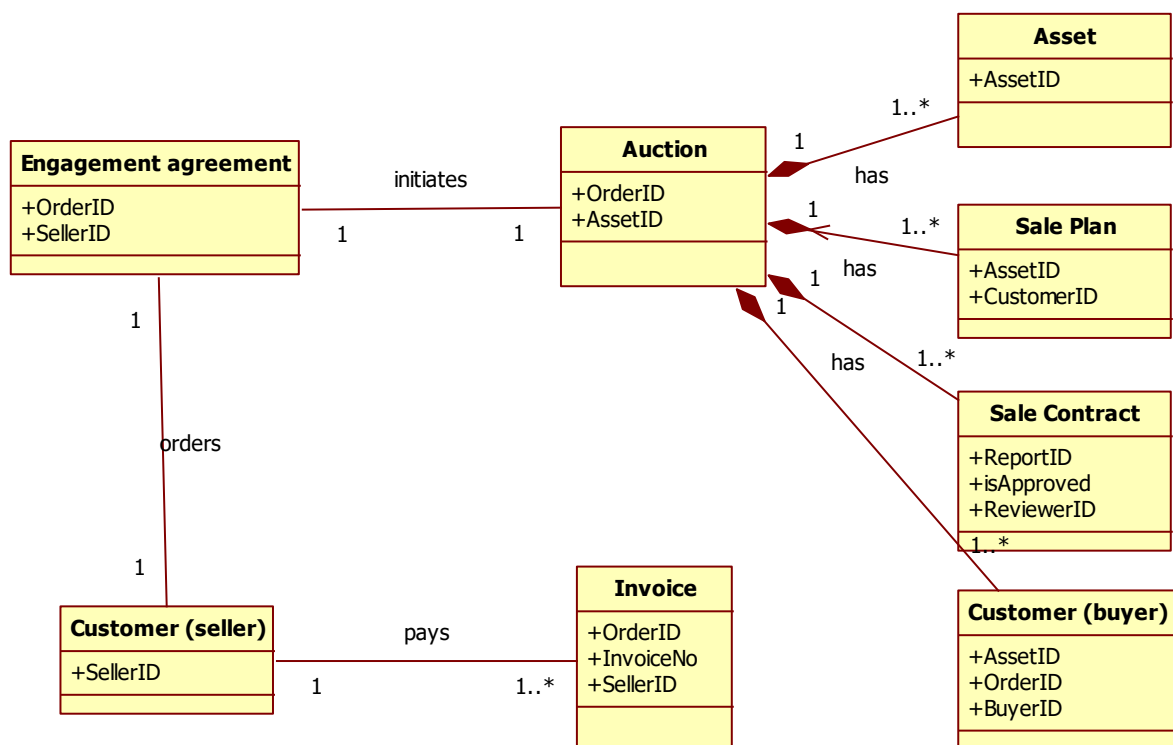 Asset
+AssetID
1..*
1
has
Engagement agreement
+OrderID
+SellerID
initiates
1
1
Auction
+OrderID
+AssetID
Sale Plan
+AssetID
+CustomerID
1
1..*
has
1
1..*
Sale Contract
+ReportID
+isApproved
+ReviewerID
1
has
1..*
1
orders
1
Customer (seller)
+SellerID
pays
1
1..*
Invoice
+OrderID
+InvoiceNo
+SellerID
Customer (buyer)
+AssetID
+OrderID
+BuyerID